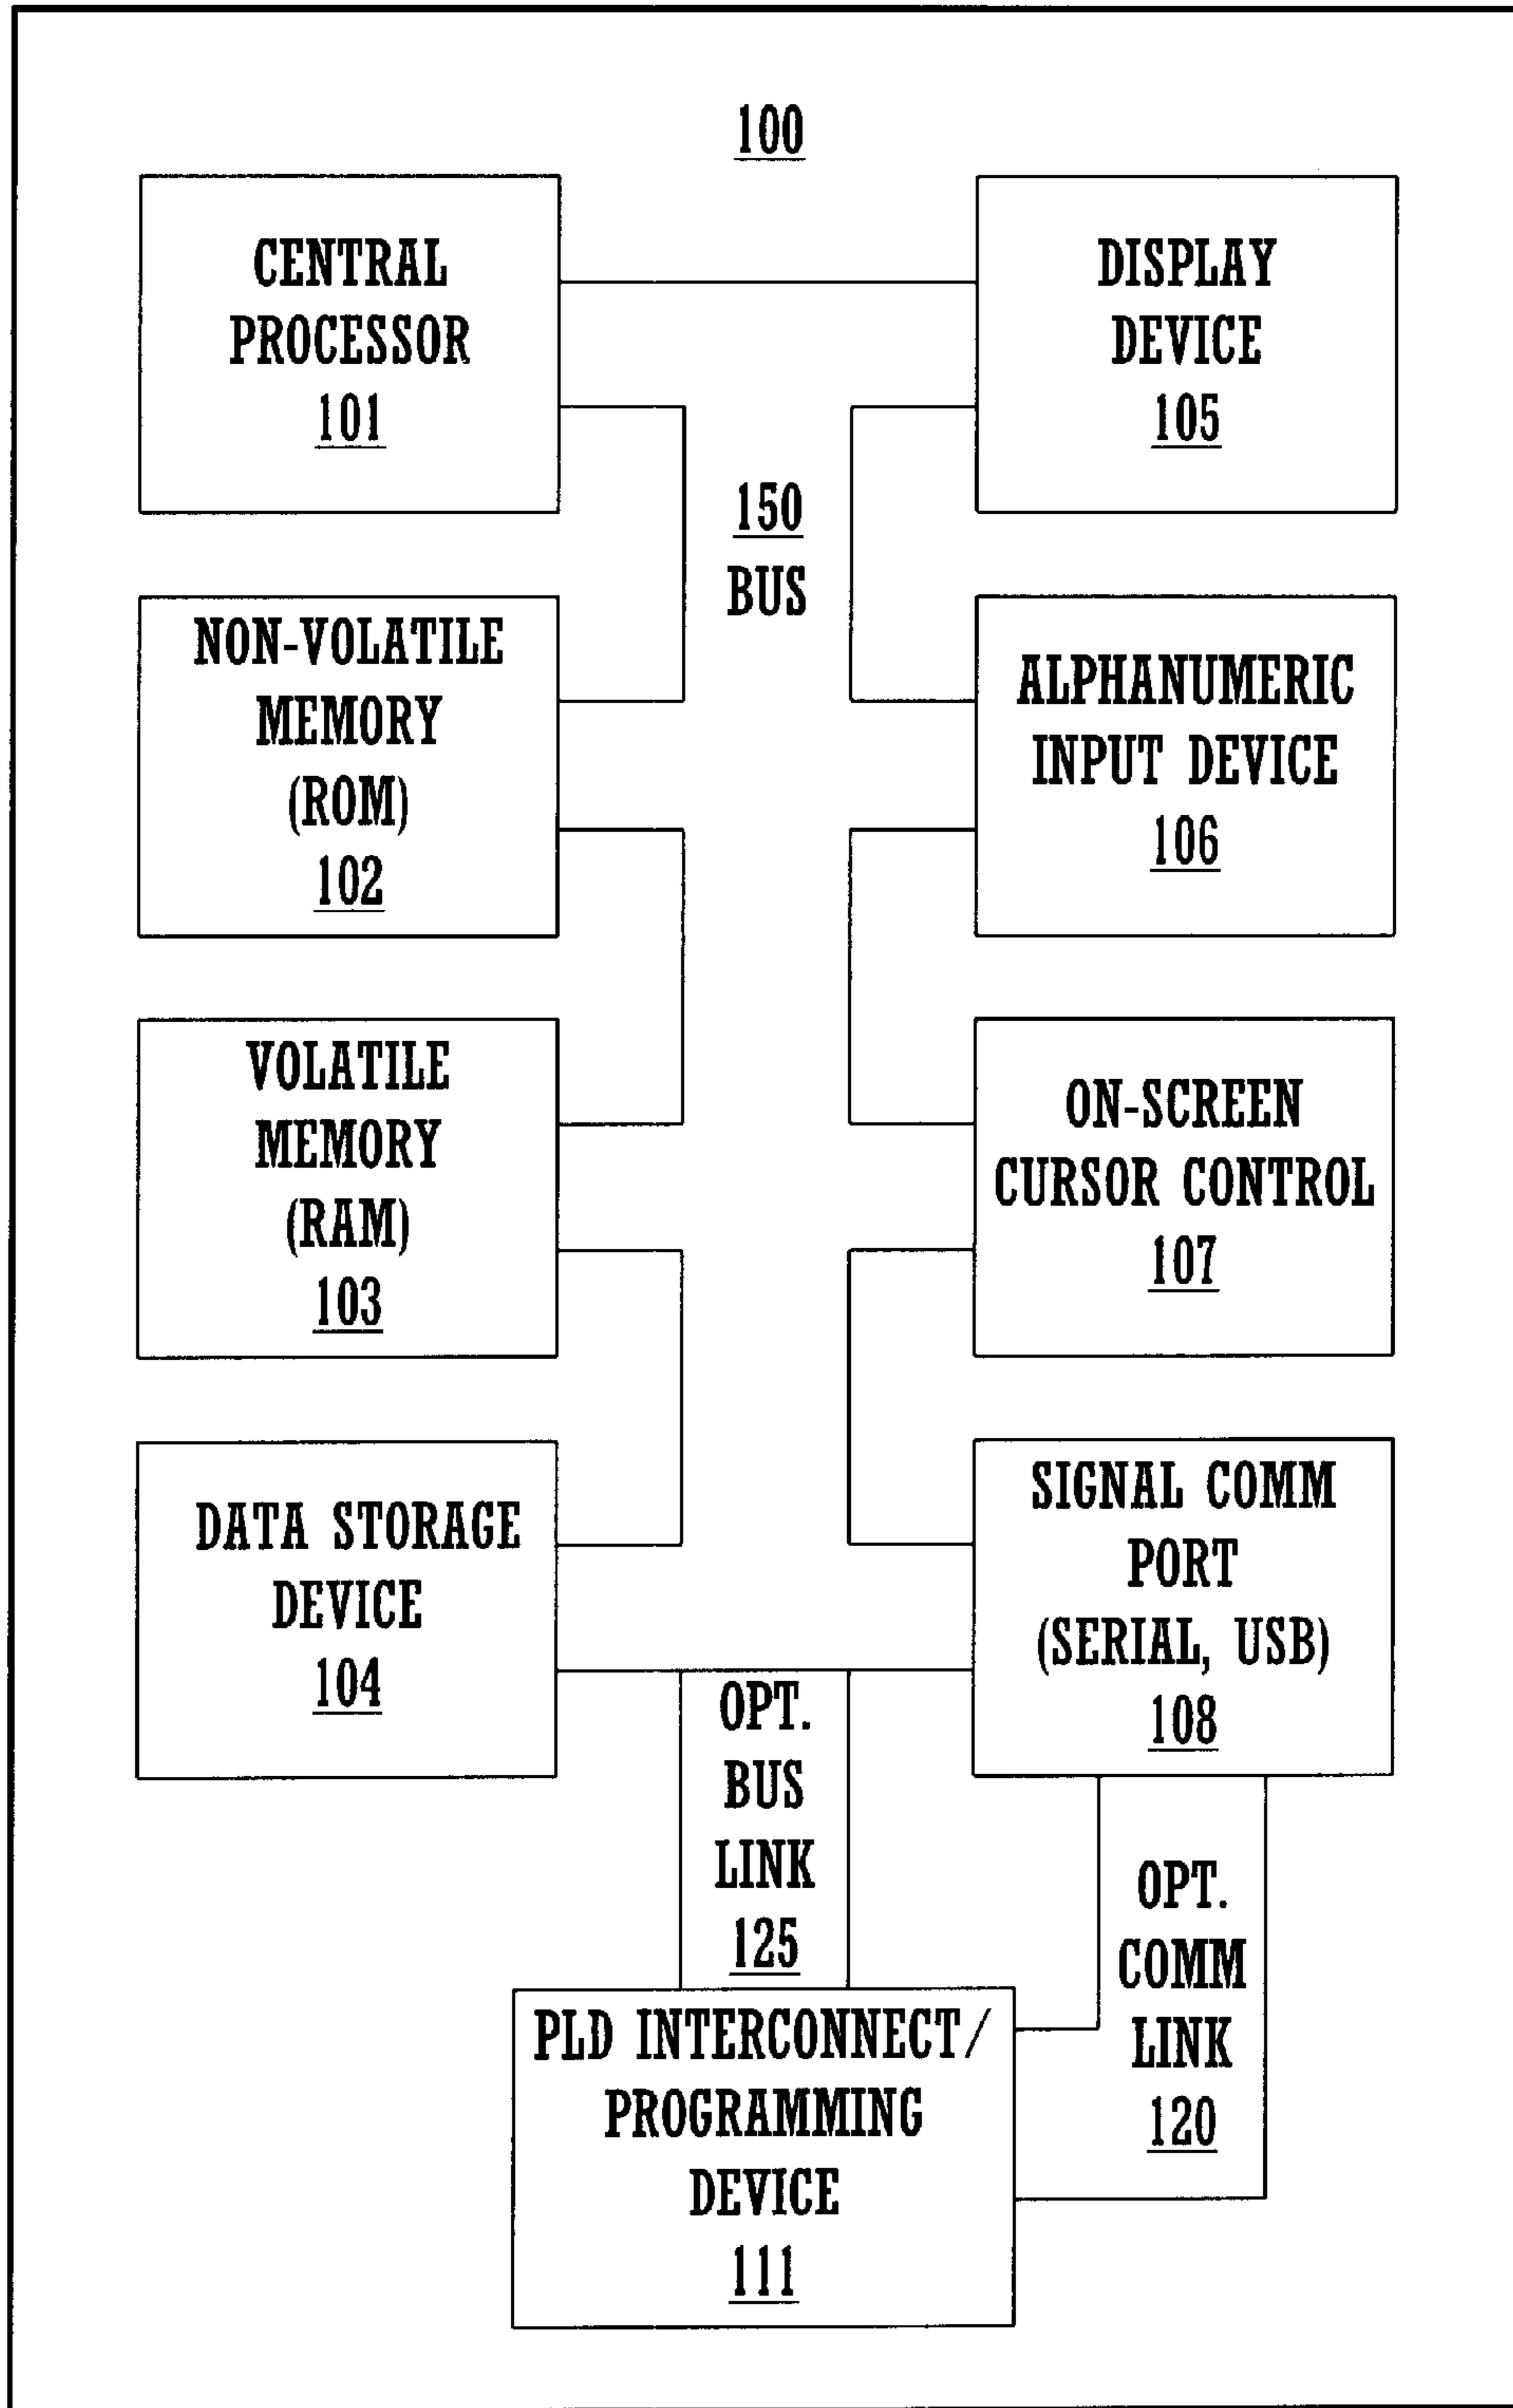 100
CENTRAL
PROCESSOR
101
DISPLAY
DEVICE
105
150
BUS
NON-VOLATILE
MEMORY
(ROM)
102
ALPHANUMERIC
INPUT DEVICE
106
VOLATILE
MEMORY
(RAM)
103
ON-SCREEN
CURSOR CONTROL
107
DATA STORAGE
DEVICE
104
SIGNAL COMM
PORT
(SERIAL, USB)
108
OPT.
BUS
LINK
125
OPT.
COMM
LINK
120
PLD INTERCONNECT/
PROGRAMMING
DEVICE
111